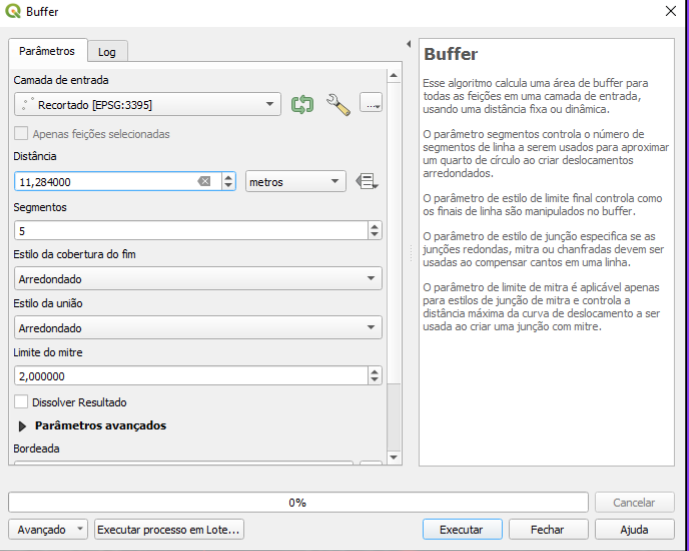 Buffer
Parâmetros
Log
Camada de entrada
Recortado [EPSG:3395]
...
Apenas feições selecionadas
Distância
11,284000
metros
Segmentos
5
Estilo da cobertura do fim
Arredondado
Estilo da união
Arredondado
Limite do mitre
2,000000
Dissolver Resultado
Parâmetros avançados
Bordeada
Buffer
Esse algoritmo calcula uma área de buffer para
todas as feições em uma camada de entrada,
usando uma distância fixa ou dinâmica.
O parâmetro segmentos controla o número de
segmentos de linha a serem usados para aproximar
um quarto de círculo ao criar deslocamentos
arredondados.
O parâmetro de estilo de limite final controla como
os finais de linha são manipulados no buffer.
O parâmetro de estilo de junção especifica se as
junções redondas, mitra ou chanfradas devem ser
usadas ao compensar cantos em uma linha.
O parâmetro de limite de mitra é aplicável apenas
para estilos de junção de mitra e controla a
distância máxima da curva de deslocamento a ser
usada ao criar uma junção com mitre.
0%
Cancelar
Avançado
Executar processo em Lote...
Executar
Fechar
Ajuda